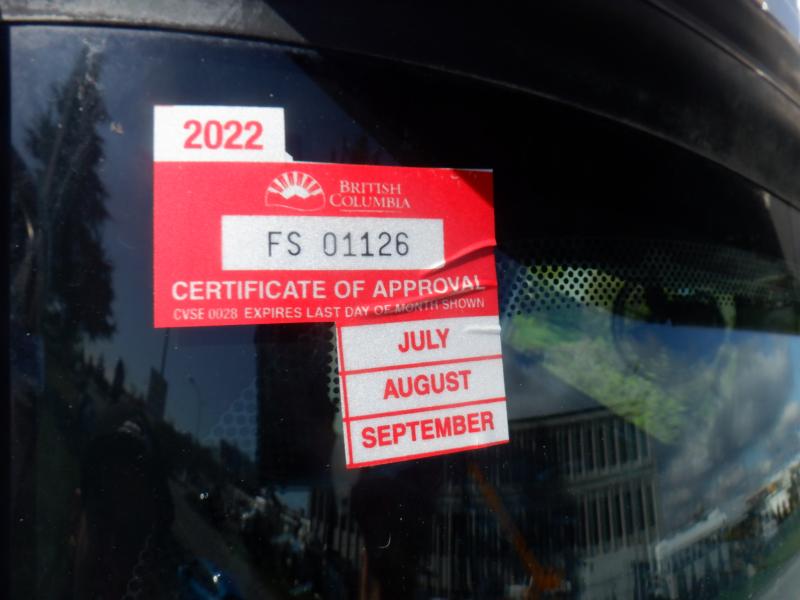 2022
BRITISH
COLUMBIA
FS 01126
CERTIFICATE OF APPROVAL
CVSE 0028 EXPIRES LAST DAY OF MONTH SHOWN
JULY
AUGUST
SEPTEMBER